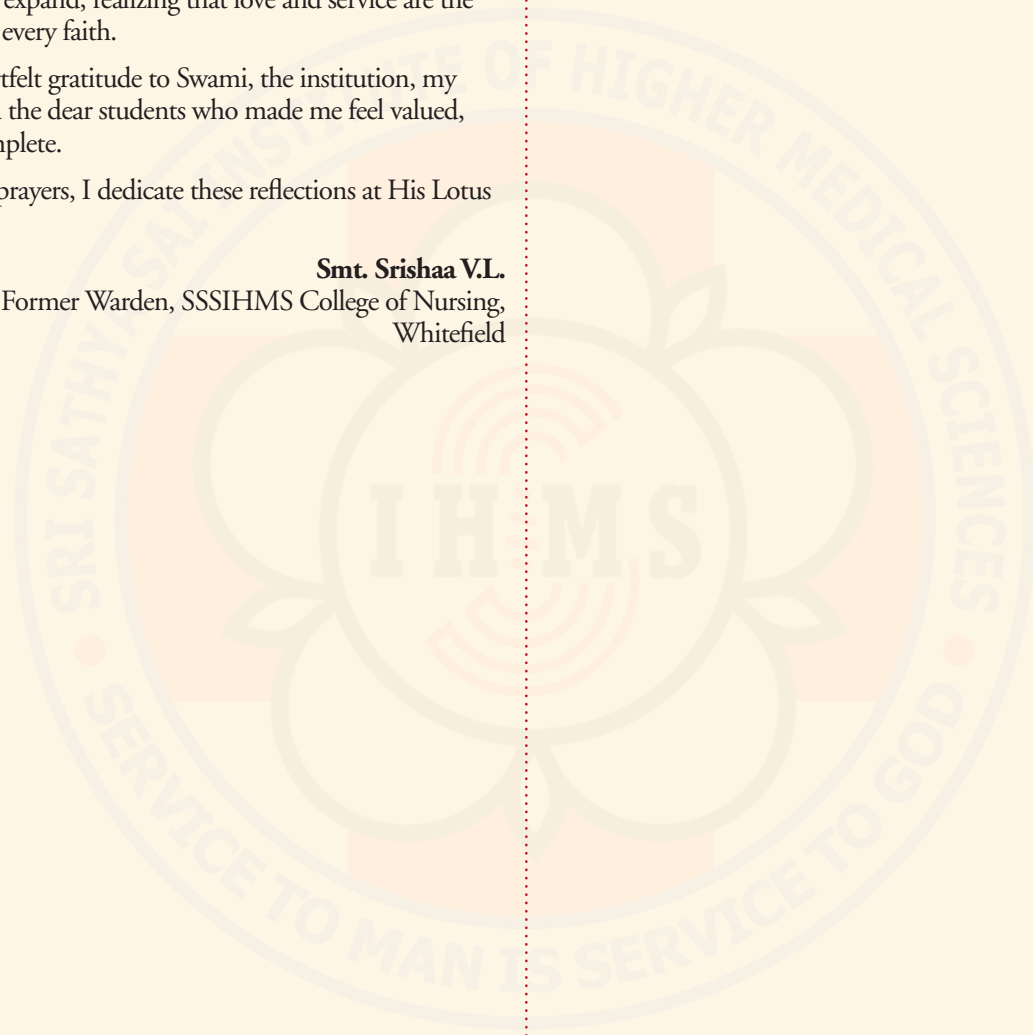 expand, realizing that love and service are the
every faith.
gratitude to Swami, the institution, my
the dear students who made me feel valued,
prayers, I dedicate these reflections at His Lotus
Smt. Srishaa V.L.
Former Warden, SSSIHMS College of Nursing,
Whitefield
SRI SATHYA SAI INSTITUTE OF HIGHER MEDICAL SCIENCES
IHMS
SERVICE TO MAN IS SERVICE TO GOD